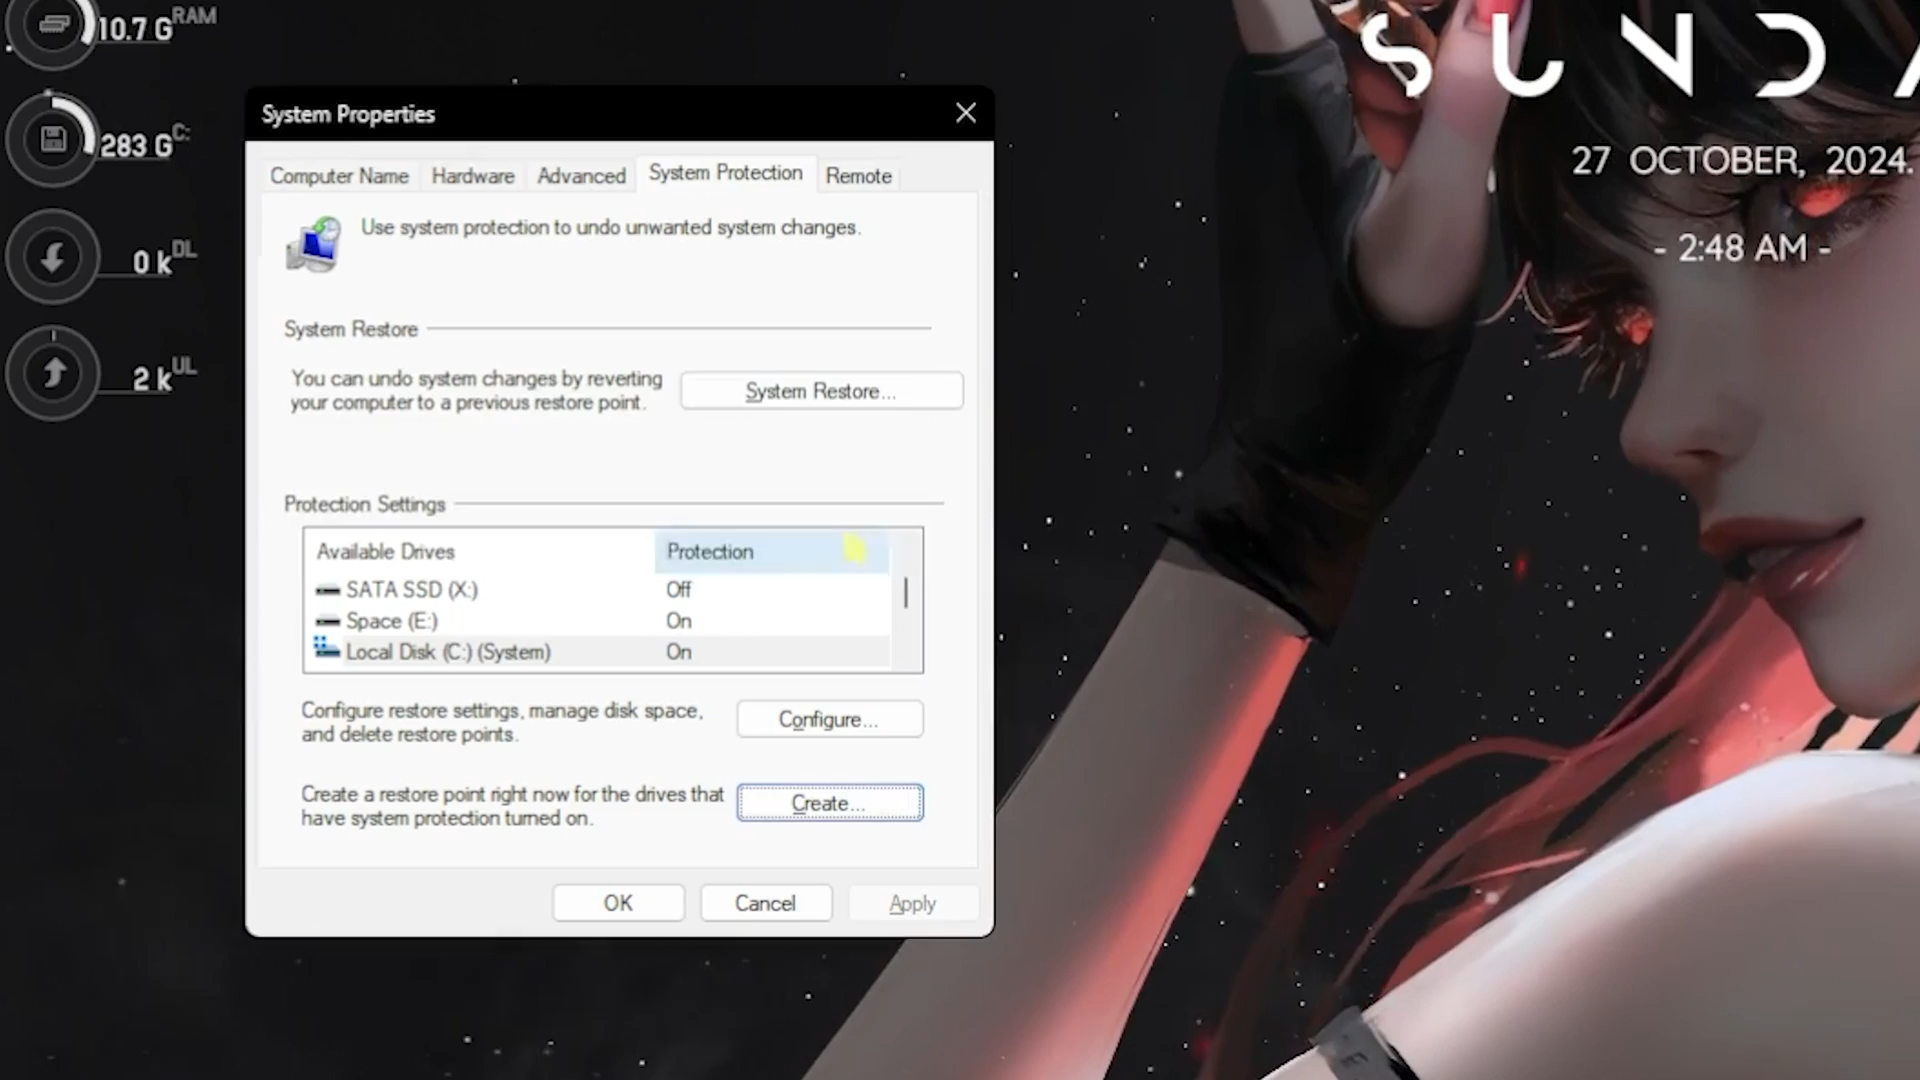 RAM
10.7 G
C:
283 G
DL
0 k
UL
2 k
System Properties
Computer Name
Hardware
Advanced
System Protection
Remote
Use system protection to undo unwanted system changes.
System Restore
You can undo system changes by reverting
your computer to a previous restore point.
System Restore...
Protection Settings
Available Drives
Protection
SATA SSD (X:)
Off
Space (E:)
On
Local Disk (C:) (System)
On
Configure restore settings, manage disk space,
and delete restore points.
Configure...
Create a restore point right now for the drives that
have system protection turned on.
Create...
OK
Cancel
Apply
SUNDA
27 OCTOBER, 2024.
- 2:48 AM -